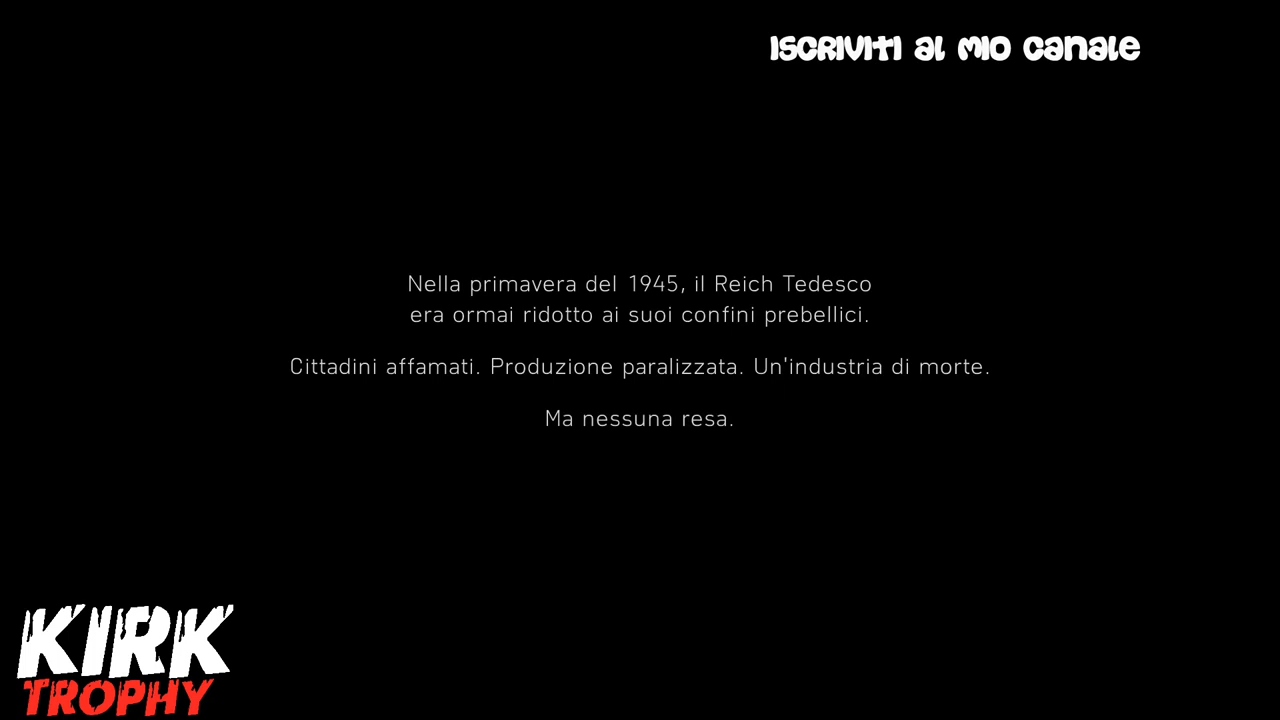 ISCRIVITI AL MIO CANALE
Nella primavera del 1945, il Reich Tedesco
era ormai ridotto ai suoi confini prebellici.
Cittadini affamati. Produzione paralizzata. Un'industria di morte.
Ma nessuna resa.
KIRK
TROPHY